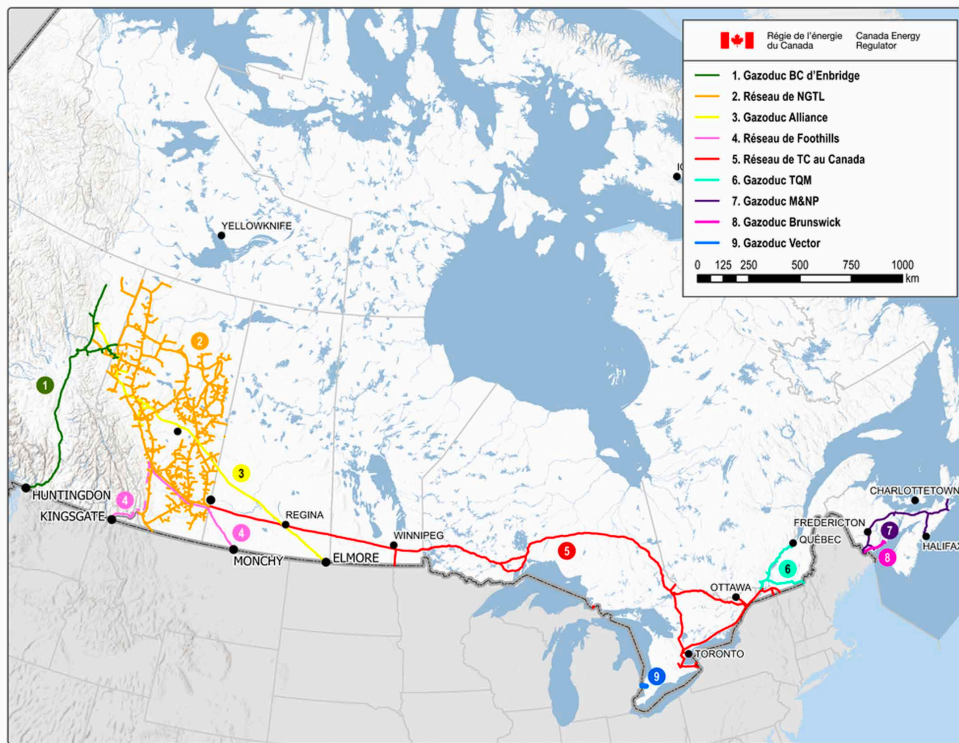 Régie de l'énergie
du Canada
Canada Energy
Regulator
1. Gazoduc BC d'Enbridge
2. Réseau de NGTL
3. Gazoduc Alliance
4. Réseau de Foothills
5. Réseau de TC au Canada
6. Gazoduc TQM
7. Gazoduc M&NP
8. Gazoduc Brunswick
9. Gazoduc Vector
0 125 250 500 750 1000
km
YELLOWKNIFE
2
1
3
HUNTINGDON
4
KINGSGATE
REGINA
4
WINNIPEG
MONCHY
ELMORE
5
CHARLOTTETOWN
FREDERICTON
7
QUÉBEC
HALIFAX
8
6
OTTAWA
TORONTO
9